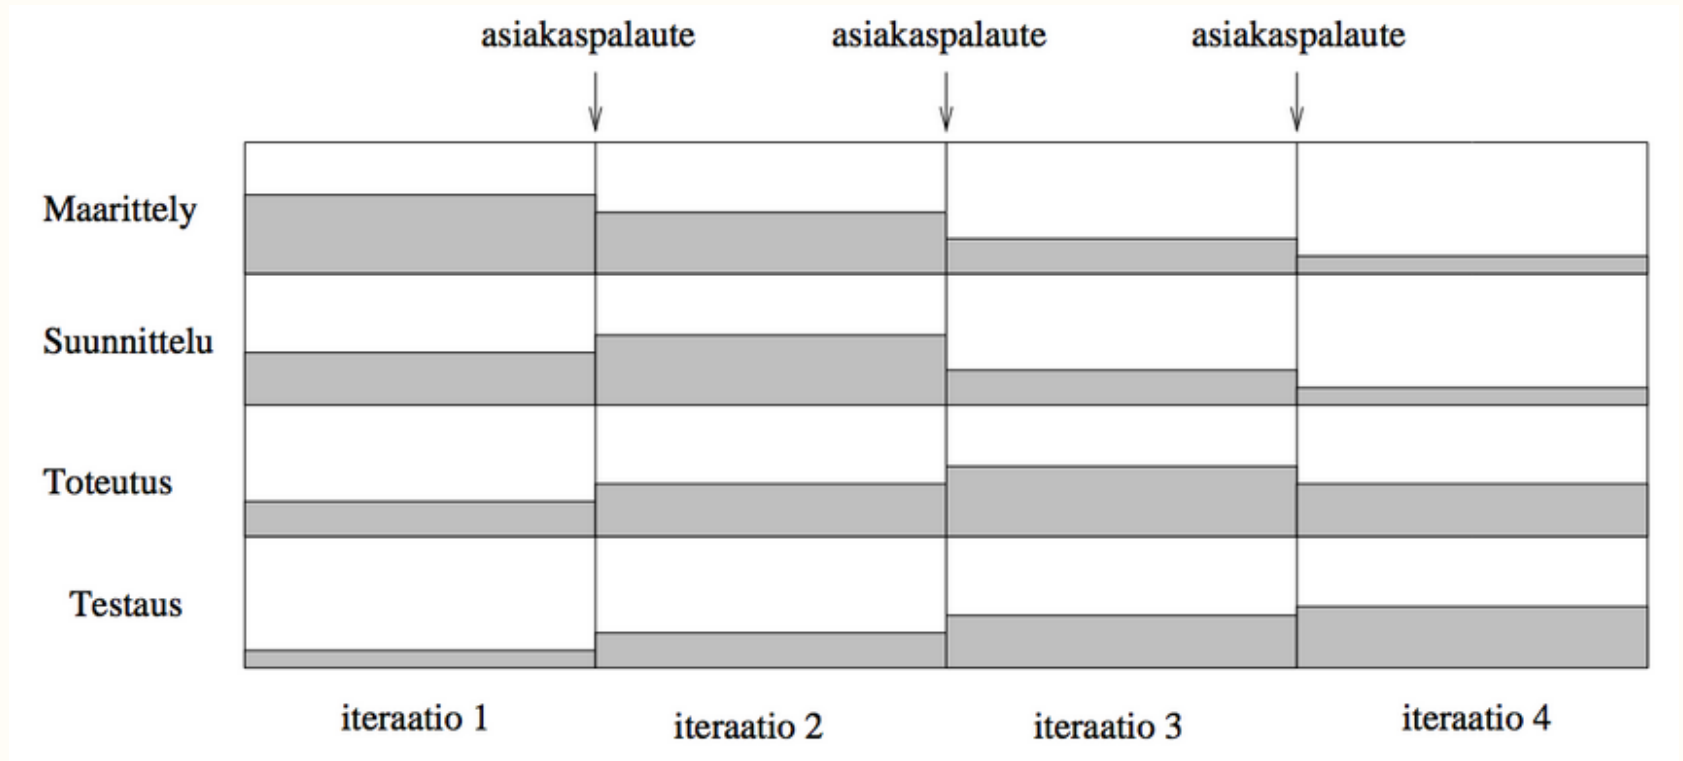 asiakaspalaute asiakaspalaute asiakaspalaute
Maarittely
Suunnittelu
Toteutus
Testaus
iteraatio 1 iteraatio 2 iteraatio 3 iteraatio 4